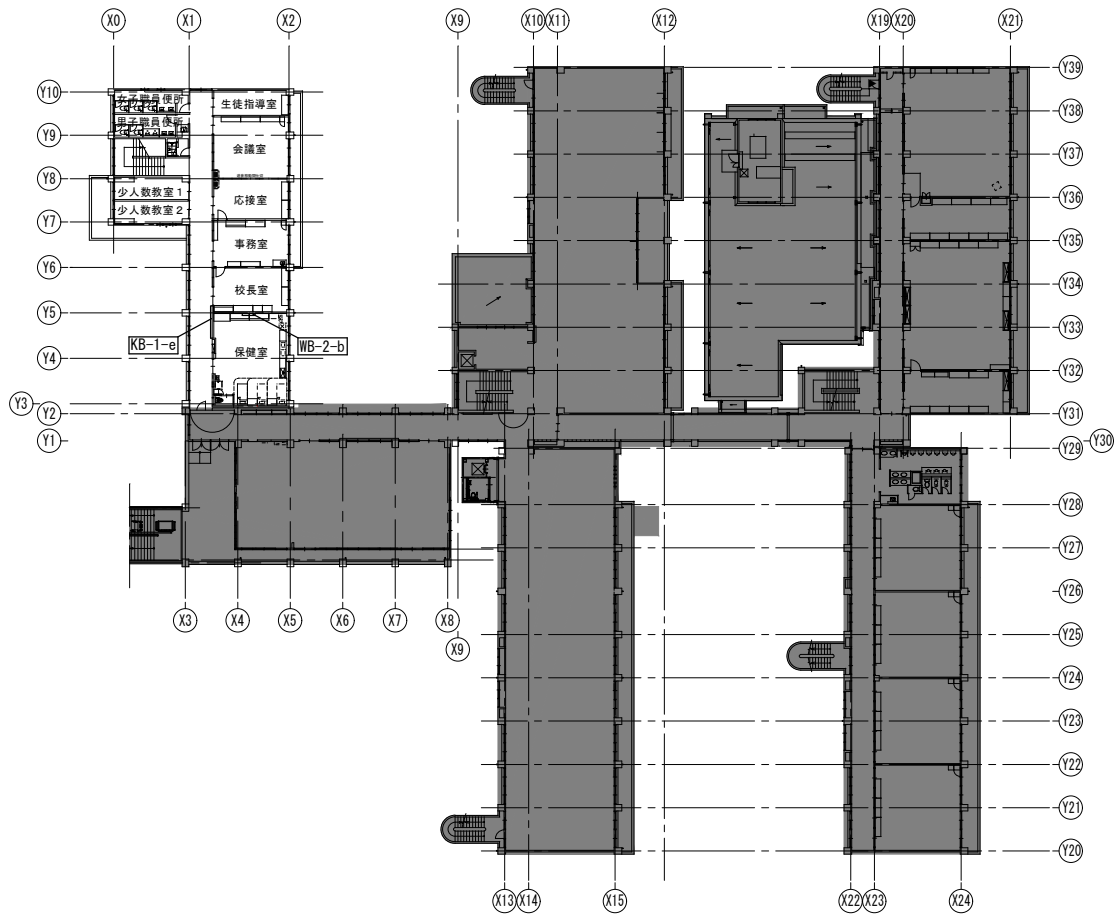 X0
X1
X2
X9
X10
X11
X12
X19
X20
X21
Y39
Y10
女子職員便所
生徒指導室
Y38
男子職員便所
Y9
会議室
Y37
Y8
少人数教室1
応接室
Y36
少人数教室2
Y7
事務室
Y35
Y6
校長室
Y34
Y5
Y33
KB-1-e
WB-2-b
保健室
Y4
Y32
Y3
Y2
Y31
Y1
Y30
Y29
Y28
Y27
Y26
X3
X4
X5
X6
X7
X8
Y25
X9
Y24
Y23
Y22
Y21
Y20
X13
X14
X15
X22
X23
X24